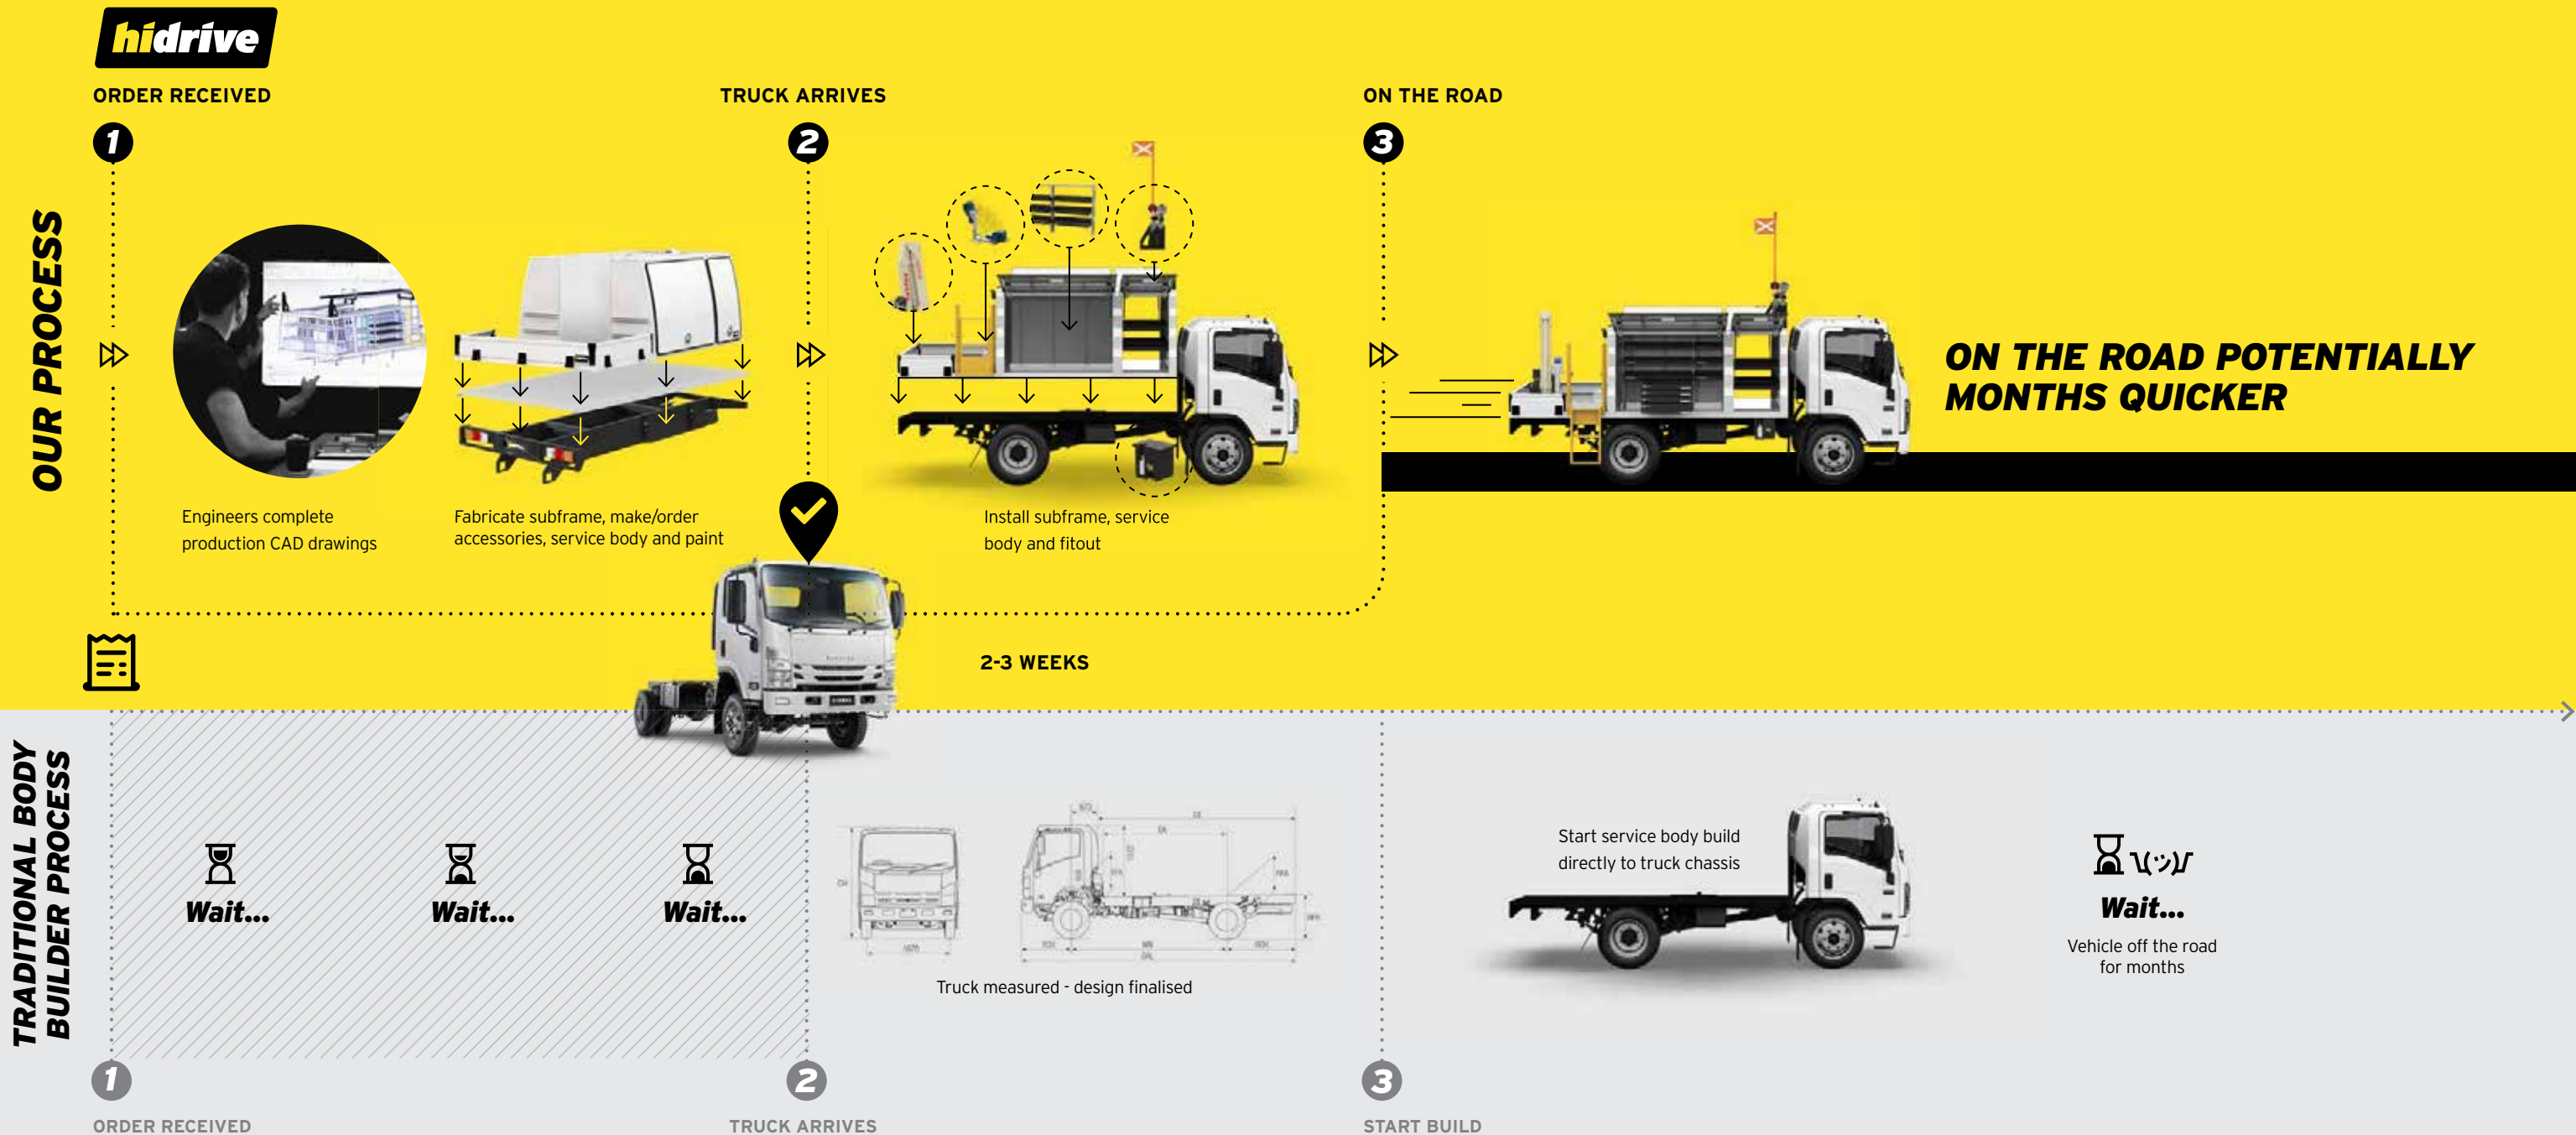 hidrive
ORDER RECEIVED
TRUCK ARRIVES
ON THE ROAD
1
2
3
OUR PROCESS
ON THE ROAD POTENTIALLY
MONTHS QUICKER
Engineers complete
production CAD drawings
Fabricate subframe, make/order
accessories, service body and paint
Install subframe, service
body and fitout
2-3 WEEKS
TRADITIONAL BODY
BUILDER PROCESS
Wait...
Wait...
Wait...
Truck measured - design finalised
Start service body build
directly to truck chassis
Wait...
Vehicle off the road
for months
1
2
3
ORDER RECEIVED
TRUCK ARRIVES
START BUILD